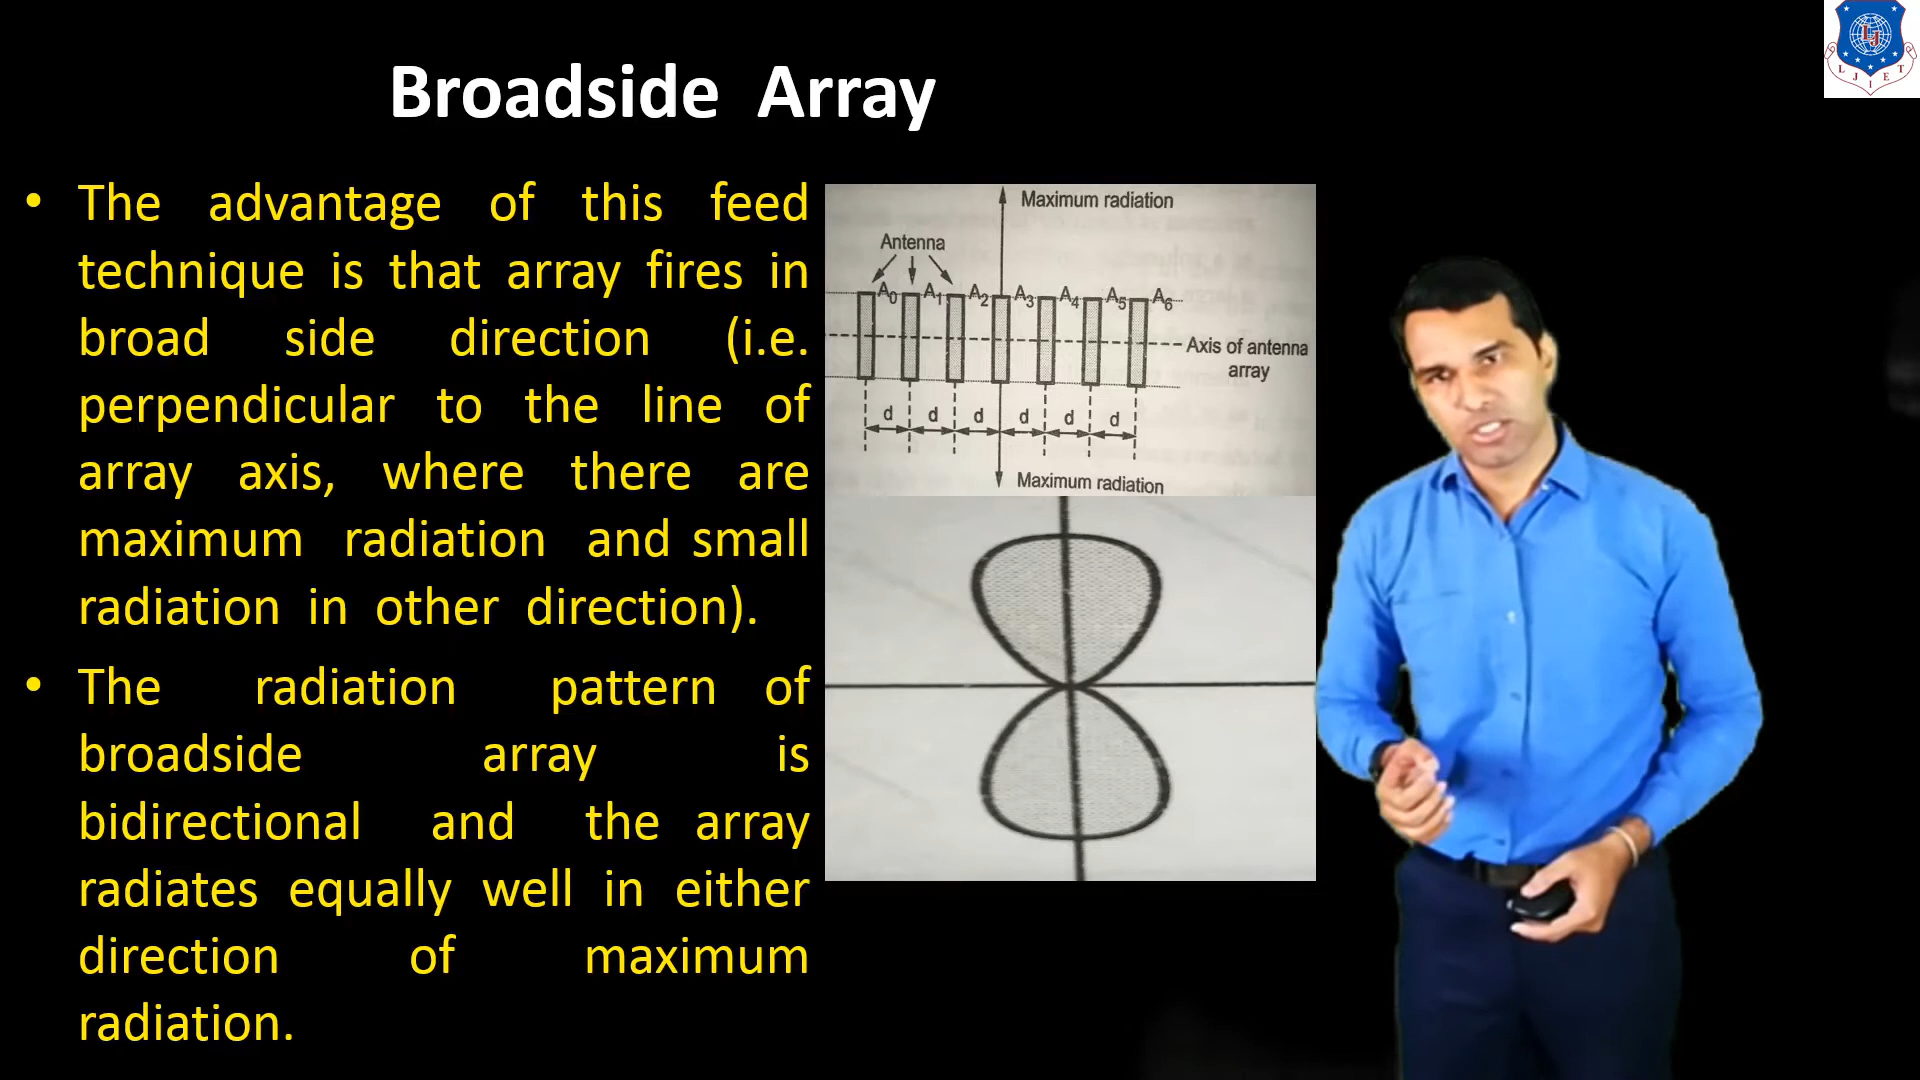 Broadside Array
• The advantage of this feed
technique is that array fires in
broad side direction (i.e.
perpendicular to the line of
array axis, where there are
maximum radiation and small
radiation in other direction).
• The radiation pattern of
broadside array is
bidirectional and the array
radiates equally well in either
direction of maximum
radiation.
Maximum radiation
Antenna
A0 A1 A2 A3 A4 A5 A6
Axis of antenna
array
d d d d d d
Maximum radiation
LJ
L J I E T